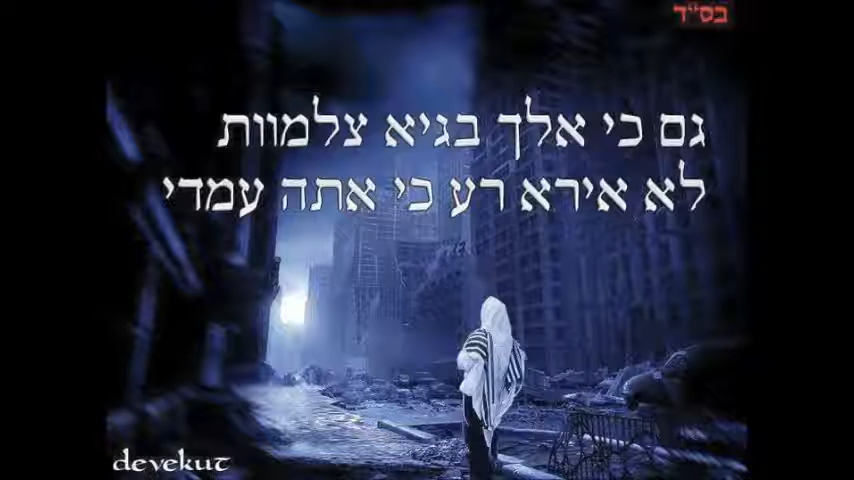 בס״ד
גם כי אלך בגיא צלמוות
לא אירא רע כי אתה עמדי
devekut